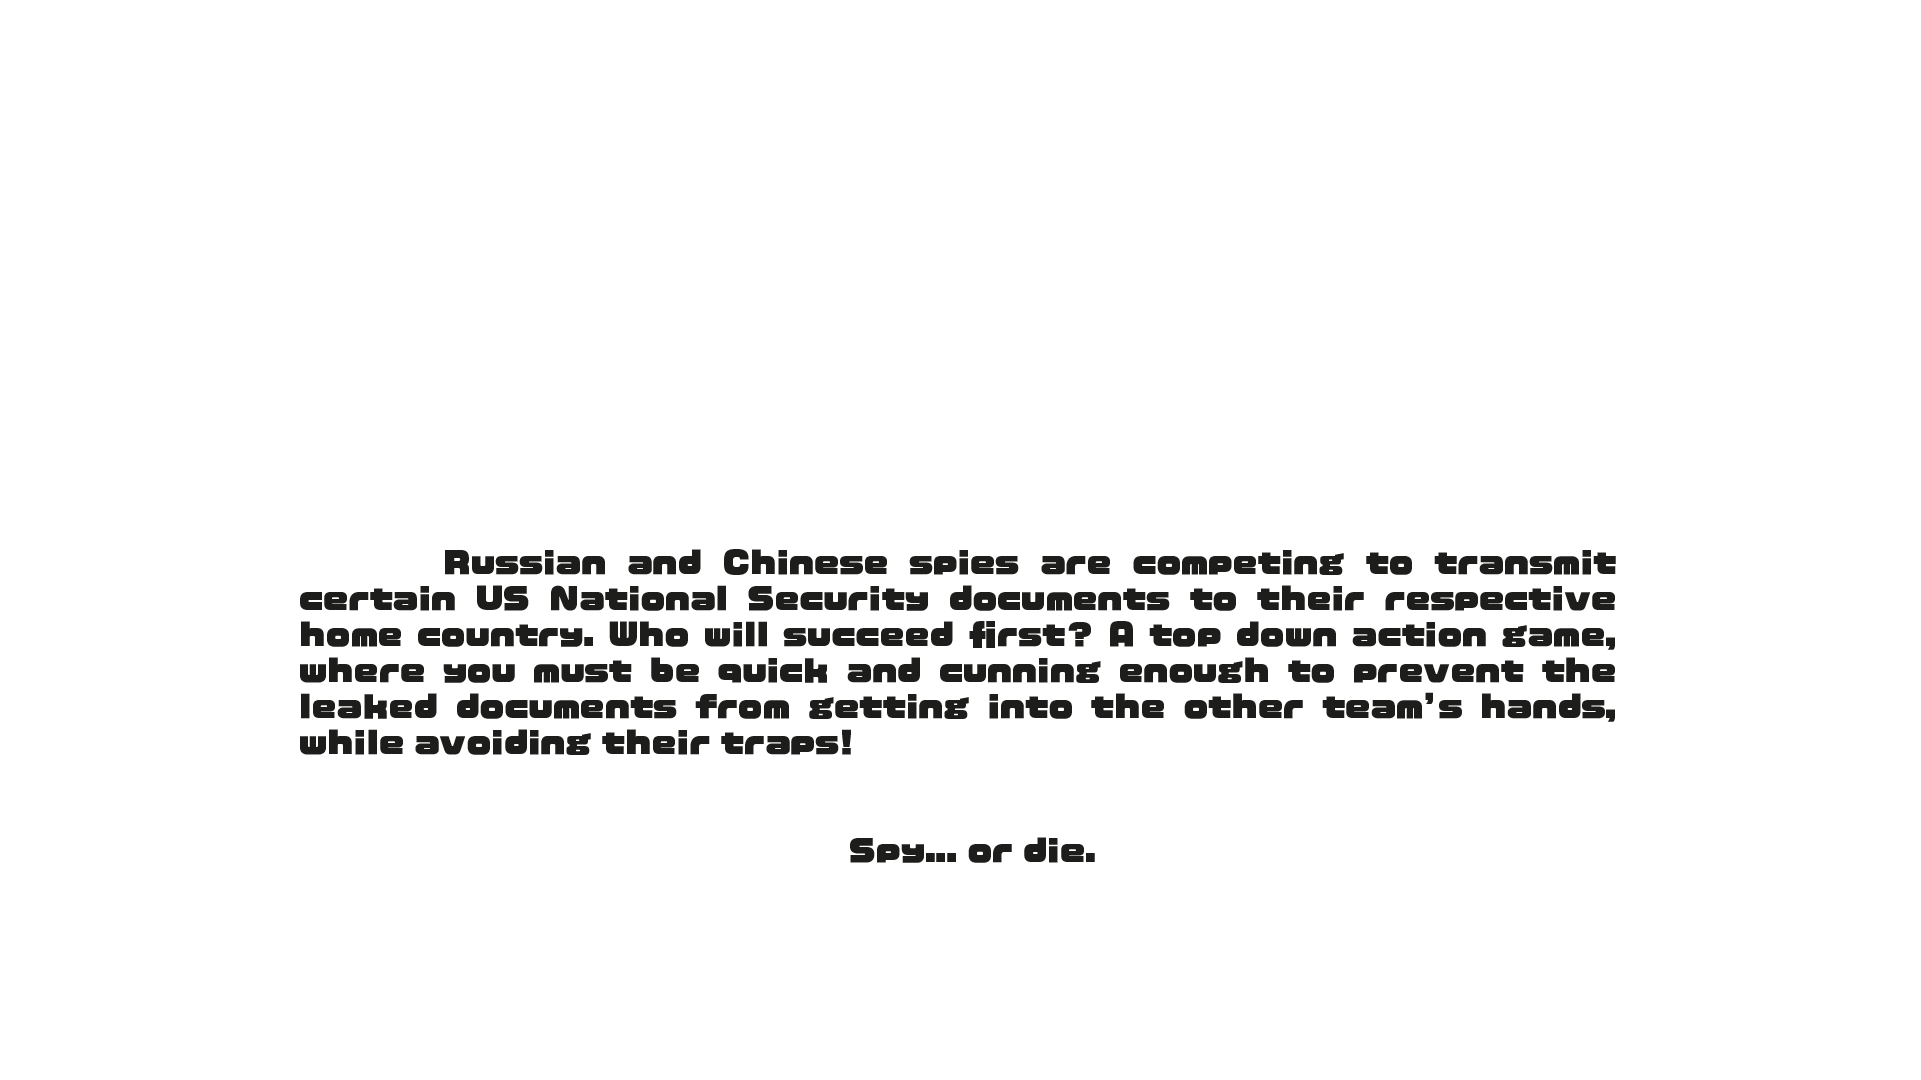 Russian and Chinese spies are competing to transmit
certain US National Security documents to their respective
home country. Who will succeed first? A top down action game,
where you must be quick and cunning enough to prevent the
leaked documents from getting into the other team's hands,
while avoiding their traps!
Spy... or die.